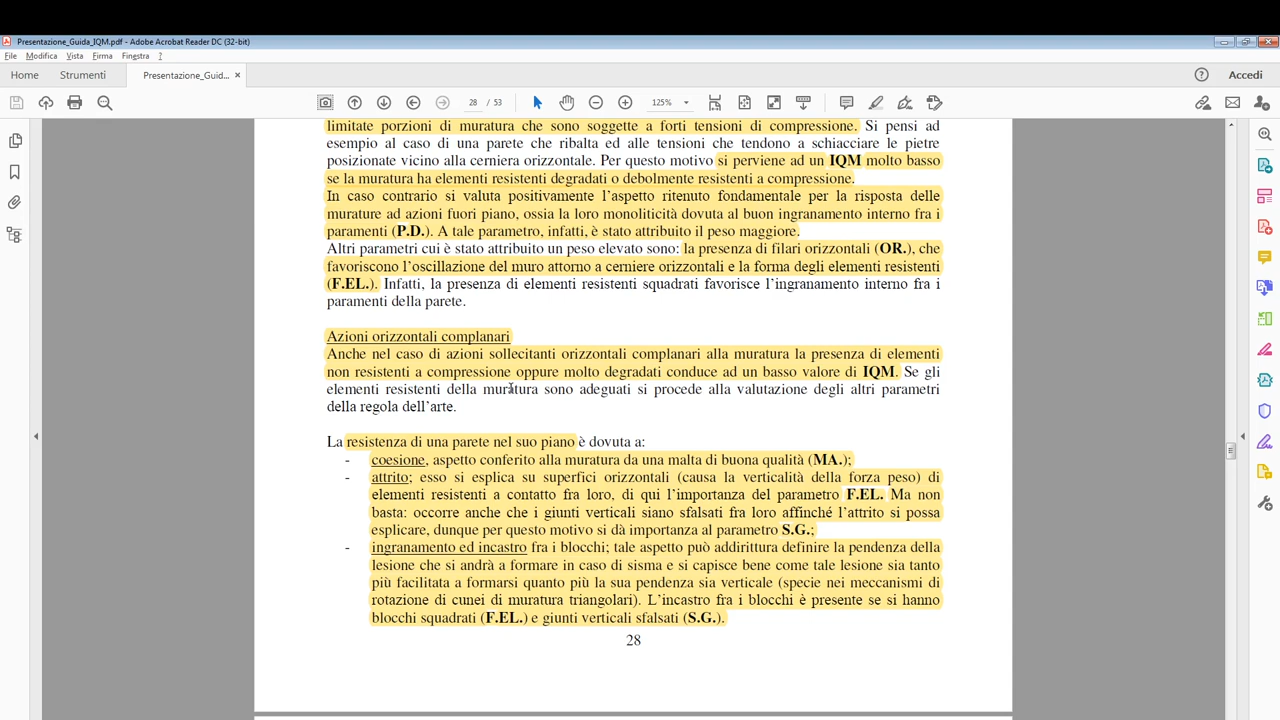 Presentazione_Guida_IQM.pdf - Adobe Acrobat Reader DC (32-bit)
File Modifica Vista Firma Finestra ?
Home Strumenti Presentazione_Guid... × Accedi
28 / 53 125%
limitate porzioni di muratura che sono soggette a forti tensioni di compressione. Si pensi ad
esempio al caso di una parete che ribalta ed alle tensioni che tendono a schiacciare le pietre
posizionate vicino alla cerniera orizzontale. Per questo motivo si perviene ad un IQM molto basso
se la muratura ha elementi resistenti degradati o debolmente resistenti a compressione.
In caso contrario si valuta positivamente l’aspetto ritenuto fondamentale per la risposta delle
murature ad azioni fuori piano, ossia la loro monoliticità dovuta al buon ingranamento interno fra i
paramenti (P.D.). A tale parametro, infatti, è stato attribuito il peso maggiore.
Altri parametri cui è stato attribuito un peso elevato sono: la presenza di filari orizzontali (OR.), che
favoriscono l’oscillazione del muro attorno a cerniere orizzontali e la forma degli elementi resistenti
(F.EL.). Infatti, la presenza di elementi resistenti squadrati favorisce l’ingranamento interno fra i
paramenti della parete.
Azioni orizzontali complanari
Anche nel caso di azioni sollecitanti orizzontali complanari alla muratura la presenza di elementi
non resistenti a compressione oppure molto degradati conduce ad un basso valore di IQM. Se gli
elementi resistenti della muratura sono adeguati si procede alla valutazione degli altri parametri
della regola dell’arte.
La resistenza di una parete nel suo piano è dovuta a:
- coesione, aspetto conferito alla muratura da una malta di buona qualità (MA.);
- attrito; esso si esplica su superfici orizzontali (causa la verticalità della forza peso) di
elementi resistenti a contatto fra loro, di qui l’importanza del parametro F.EL. Ma non
basta: occorre anche che i giunti verticali siano sfalsati fra loro affinché l’attrito si possa
esplicare, dunque per questo motivo si dà importanza al parametro S.G.;
- ingranamento ed incastro fra i blocchi; tale aspetto può addirittura definire la pendenza della
lesione che si andrà a formare in caso di sisma e si capisce bene come tale lesione sia tanto
più facilitata a formarsi quanto più la sua pendenza sia verticale (specie nei meccanismi di
rotazione di cunei di muratura triangolari). L’incastro fra i blocchi è presente se si hanno
blocchi squadrati (F.EL.) e giunti verticali sfalsati (S.G.).
28